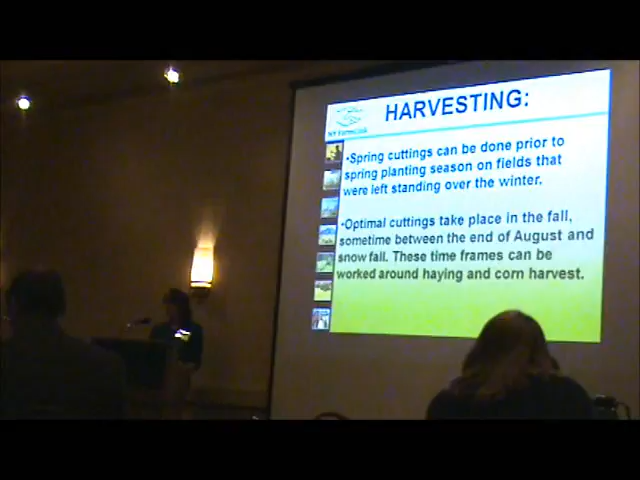 HARVESTING:
•Spring cuttings can be done prior to
spring planting season on fields that
were left standing over the winter.
•Optimal cuttings take place in the fall,
sometime between the end of August and
snow fall. These time frames can be
worked around haying and corn harvest.